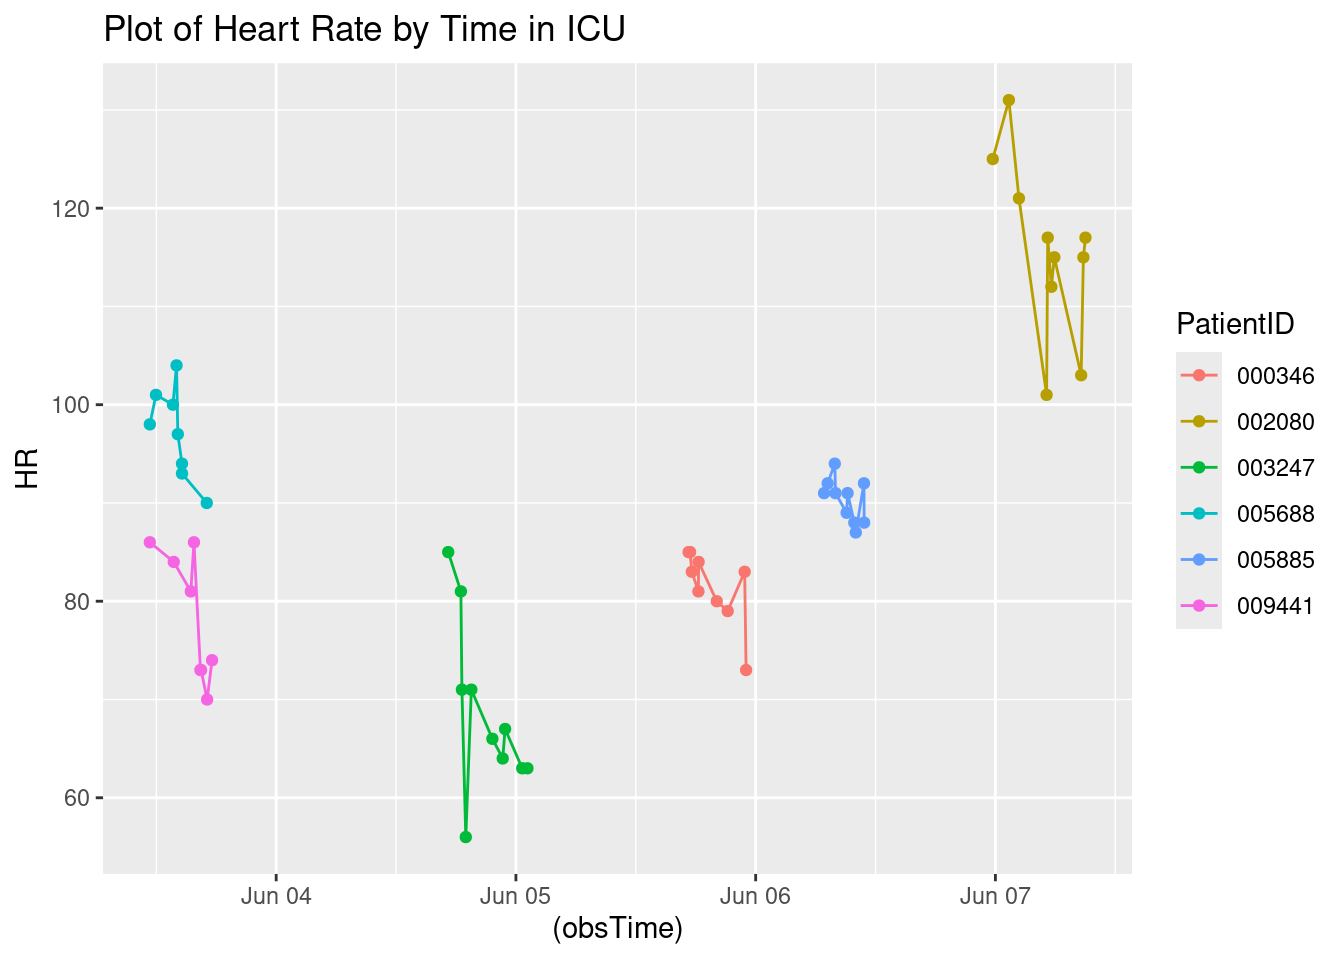 Plot of Heart Rate by Time in ICU
HR
120
100
80
60
Jun 04
Jun 05
Jun 06
Jun 07
(obsTime)
PatientID
000346
002080
003247
005688
005885
009441